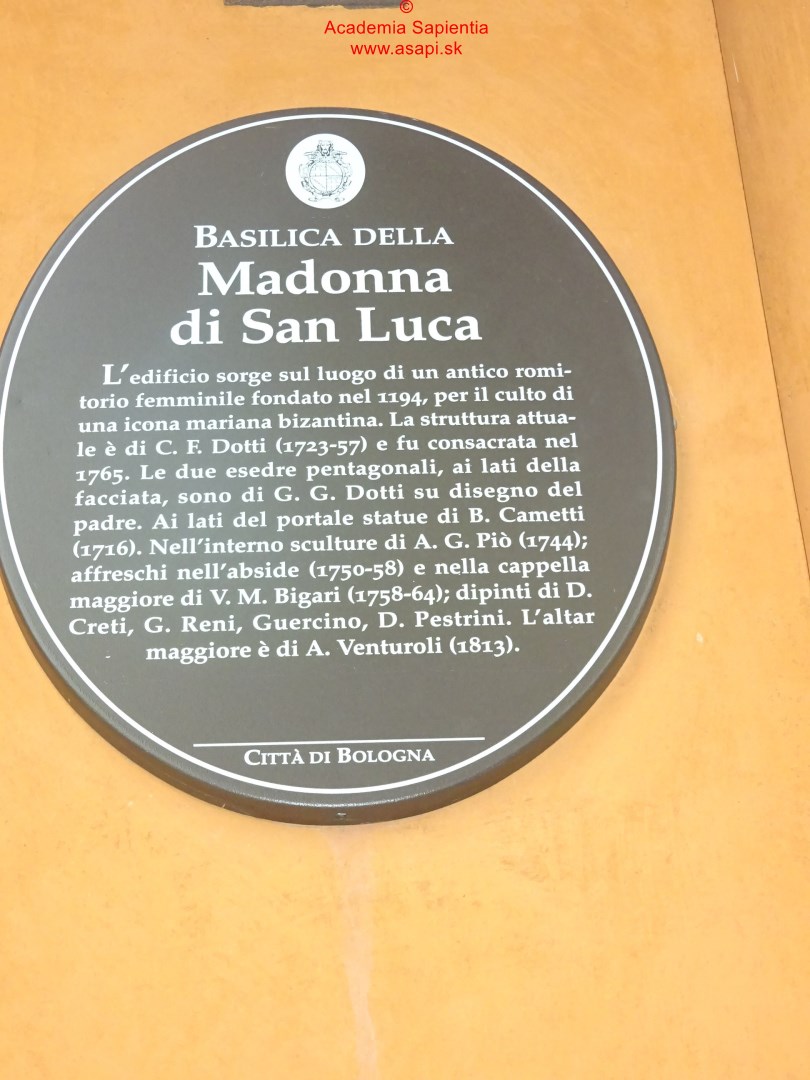 ©
Academia Sapientia
www.asapi.sk
BASILICA DELLA
Madonna
di San Luca
L'edificio sorge sul luogo di un antico romi-
torio femminile fondato nel 1194, per il culto di
una icona mariana bizantina. La struttura attua-
le è di C. F. Dotti (1723-57) e fu consacrata nel
1765. Le due esedre pentagonali, ai lati della
facciata, sono di G. G. Dotti su disegno del
padre. Ai lati del portale statue di B. Cametti
(1716). Nell'interno sculture di A. G. Piò (1744);
affreschi nell'abside (1750-58) e nella cappella
maggiore di V. M. Bigari (1758-64); dipinti di D.
Creti, G. Reni, Guercino, D. Pestrini. L'altar
maggiore è di A. Venturoli (1813).
CITTÀ DI BOLOGNA